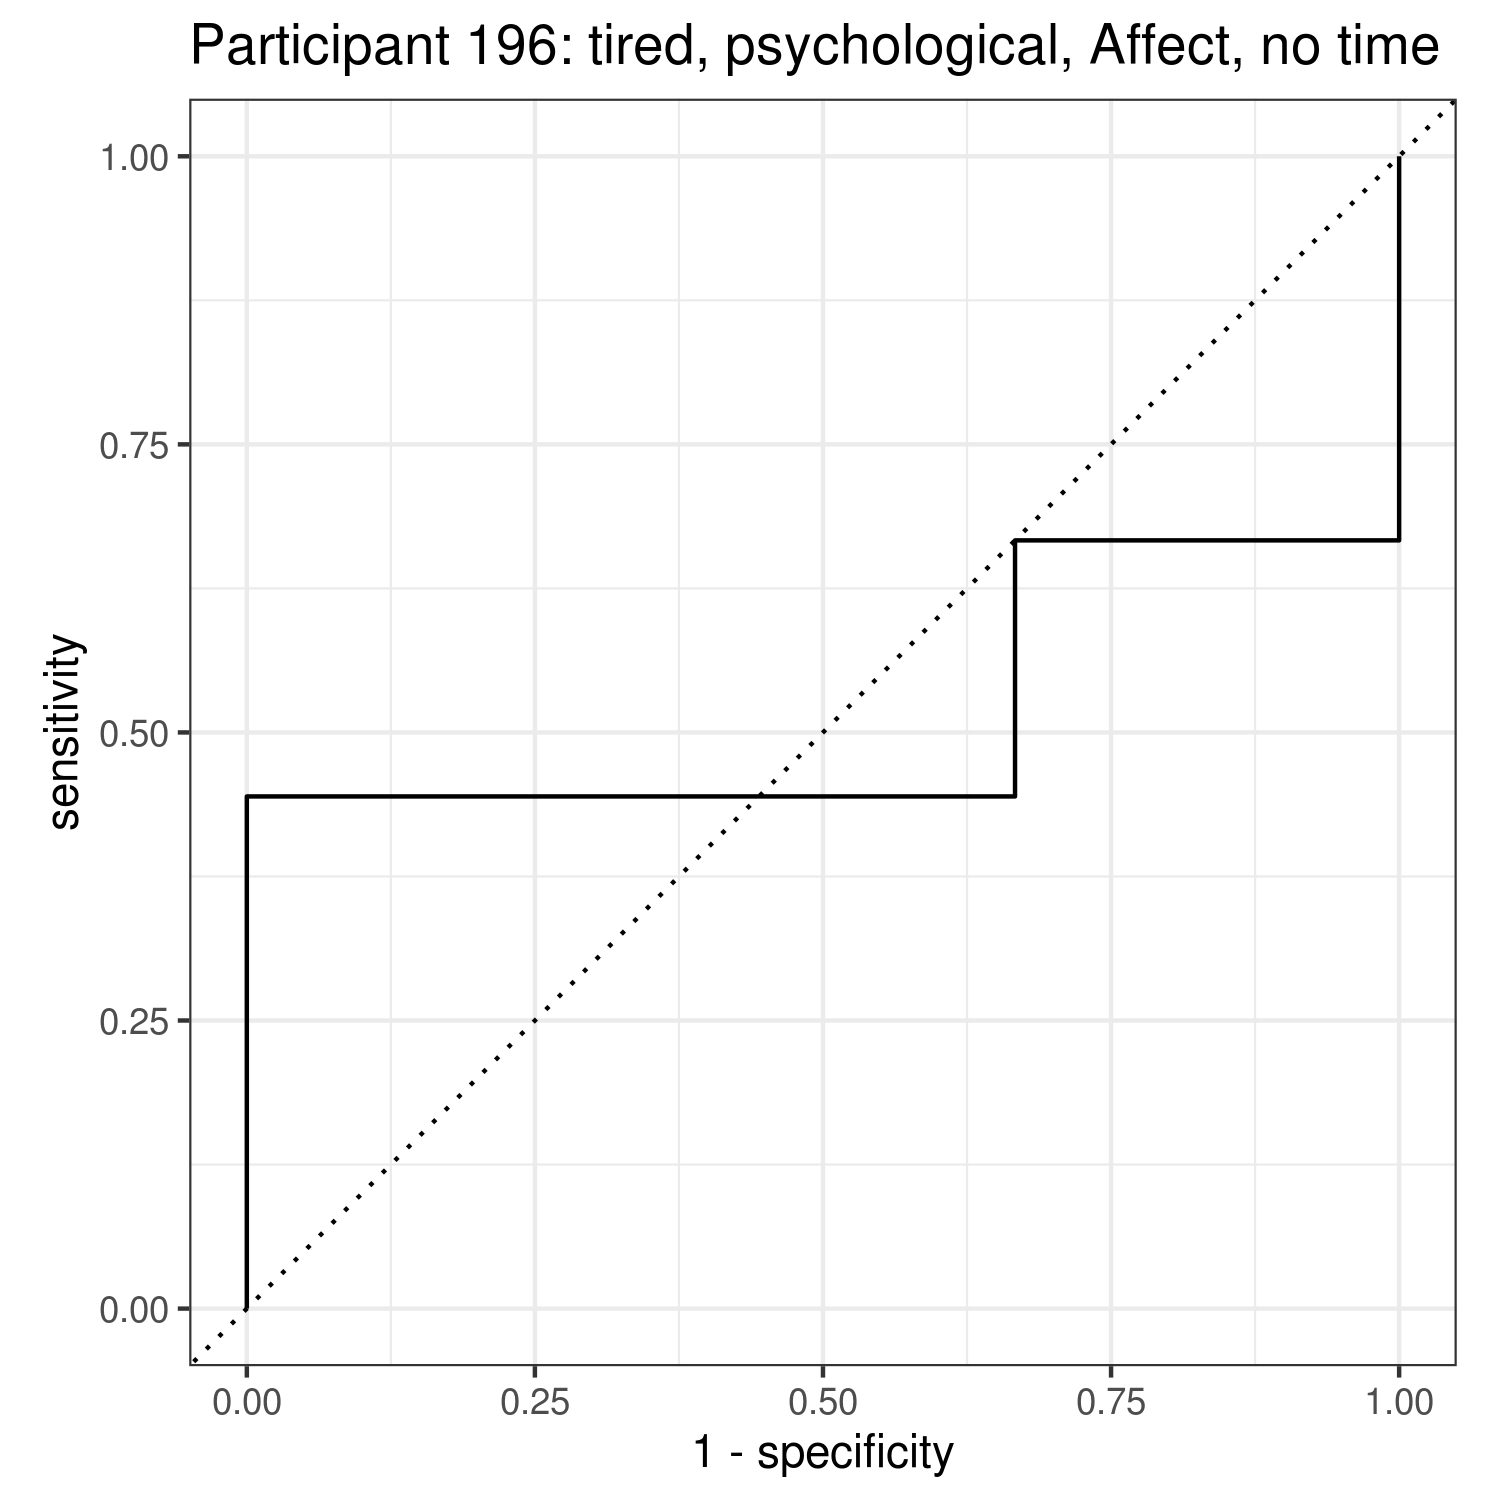 Participant 196: tired, psychological, Affect, no time
1.00
0.75
0.50
0.25
0.00
sensitivity
0.00 0.25 0.50 0.75 1.00
1 - specificity